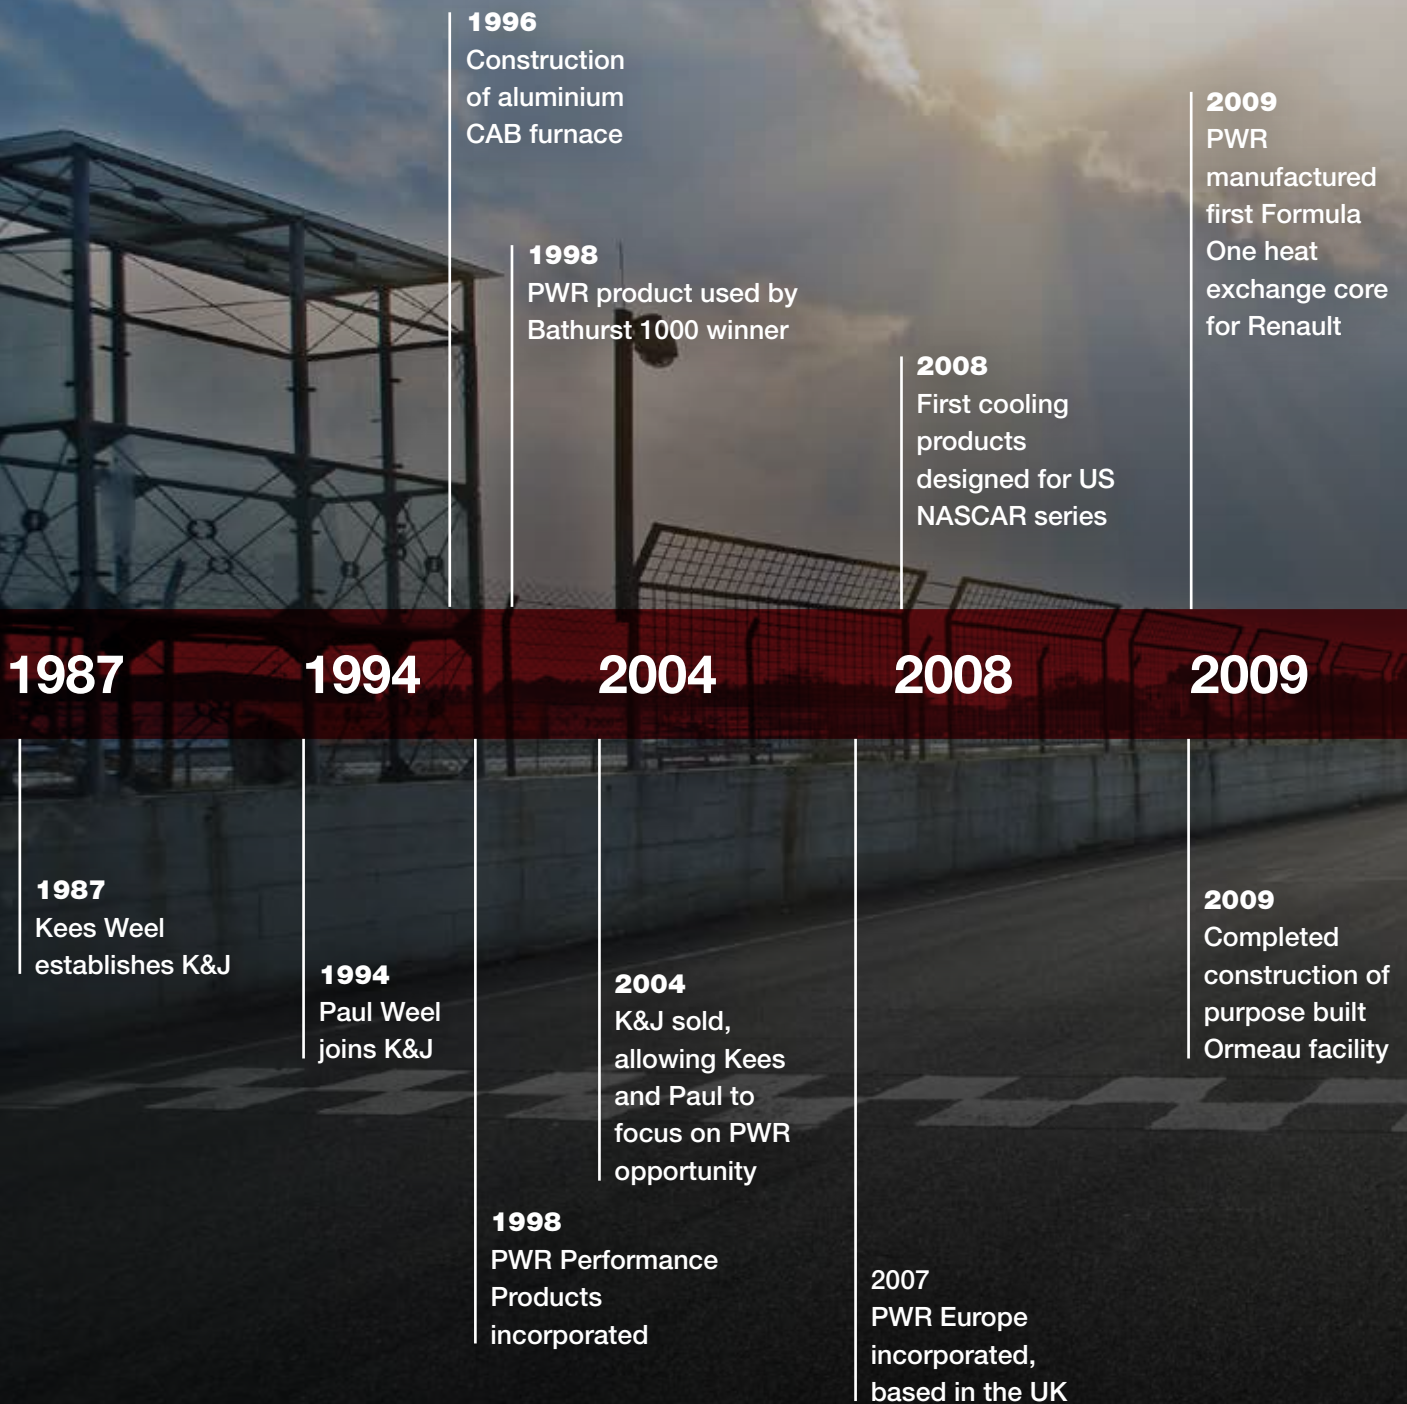 1996
Construction
of aluminium
CAB furnace
2009
PWR
manufactured
first Formula
One heat
exchange core
for Renault
1998
PWR product used by
Bathurst 1000 winner
2008
First cooling
products
designed for US
NASCAR series
1987 1994 2004 2008 2009
1987
Kees Weel
establishes K&J
1994
Paul Weel
joins K&J
2004
K&J sold,
allowing Kees
and Paul to
focus on PWR
opportunity
2009
Completed
construction of
purpose built
Ormeau facility
1998
PWR Performance
Products
incorporated
2007
PWR Europe
incorporated,
based in the UK